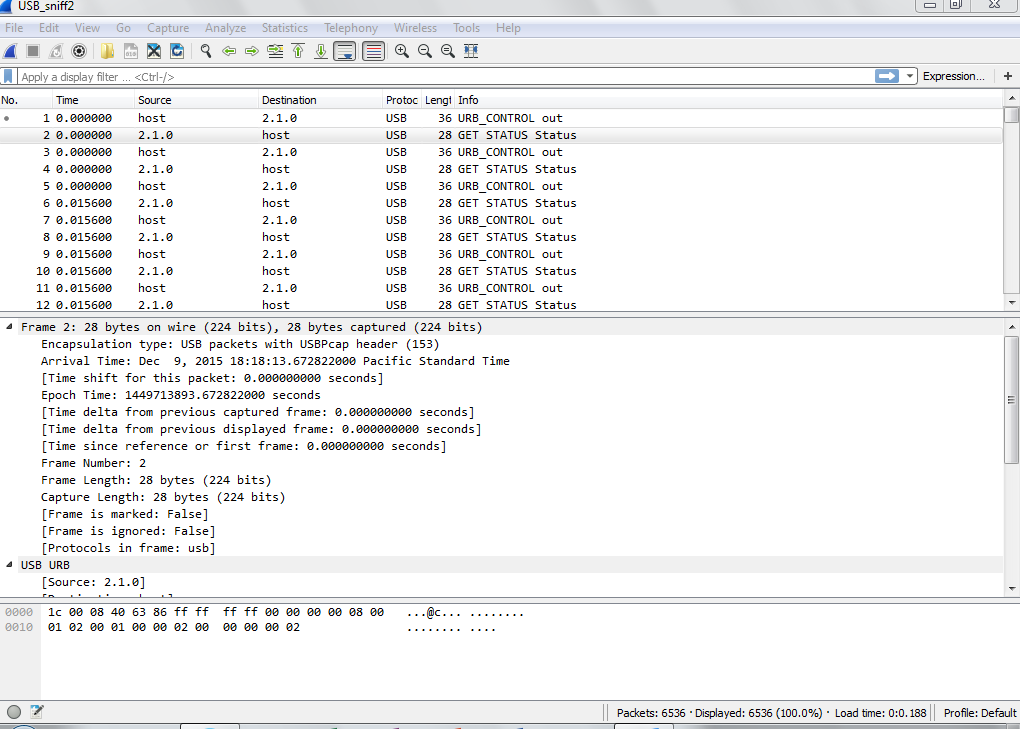 USB_sniff2
File Edit View Go Capture Analyze Statistics Telephony Wireless Tools Help
Apply a display filter ... <Ctrl-/> Expression... +
No. Time Source Destination Protoc Lengt Info
1 0.000000 host 2.1.0 USB 36 URB_CONTROL out
2 0.000000 2.1.0 host USB 28 GET STATUS Status
3 0.000000 host 2.1.0 USB 36 URB_CONTROL out
4 0.000000 2.1.0 host USB 28 GET STATUS Status
5 0.000000 host 2.1.0 USB 36 URB_CONTROL out
6 0.015600 2.1.0 host USB 28 GET STATUS Status
7 0.015600 host 2.1.0 USB 36 URB_CONTROL out
8 0.015600 2.1.0 host USB 28 GET STATUS Status
9 0.015600 host 2.1.0 USB 36 URB_CONTROL out
10 0.015600 2.1.0 host USB 28 GET STATUS Status
11 0.015600 host 2.1.0 USB 36 URB_CONTROL out
12 0.015600 2.1.0 host USB 28 GET STATUS Status
Frame 2: 28 bytes on wire (224 bits), 28 bytes captured (224 bits)
Encapsulation type: USB packets with USBPcap header (153)
Arrival Time: Dec  9, 2015 18:18:13.672822000 Pacific Standard Time
[Time shift for this packet: 0.000000000 seconds]
Epoch Time: 1449713893.672822000 seconds
[Time delta from previous captured frame: 0.000000000 seconds]
[Time delta from previous displayed frame: 0.000000000 seconds]
[Time since reference or first frame: 0.000000000 seconds]
Frame Number: 2
Frame Length: 28 bytes (224 bits)
Capture Length: 28 bytes (224 bits)
[Frame is marked: False]
[Frame is ignored: False]
[Protocols in frame: usb]
USB URB
[Source: 2.1.0]
0000 1c 00 08 40 63 86 ff ff ff ff 00 00 00 00 08 00 ...@c... ........
0010 01 02 00 01 00 00 02 00 00 00 00 02 ........ ....
Packets: 6536 · Displayed: 6536 (100.0%) · Load time: 0:0.188 Profile: Default